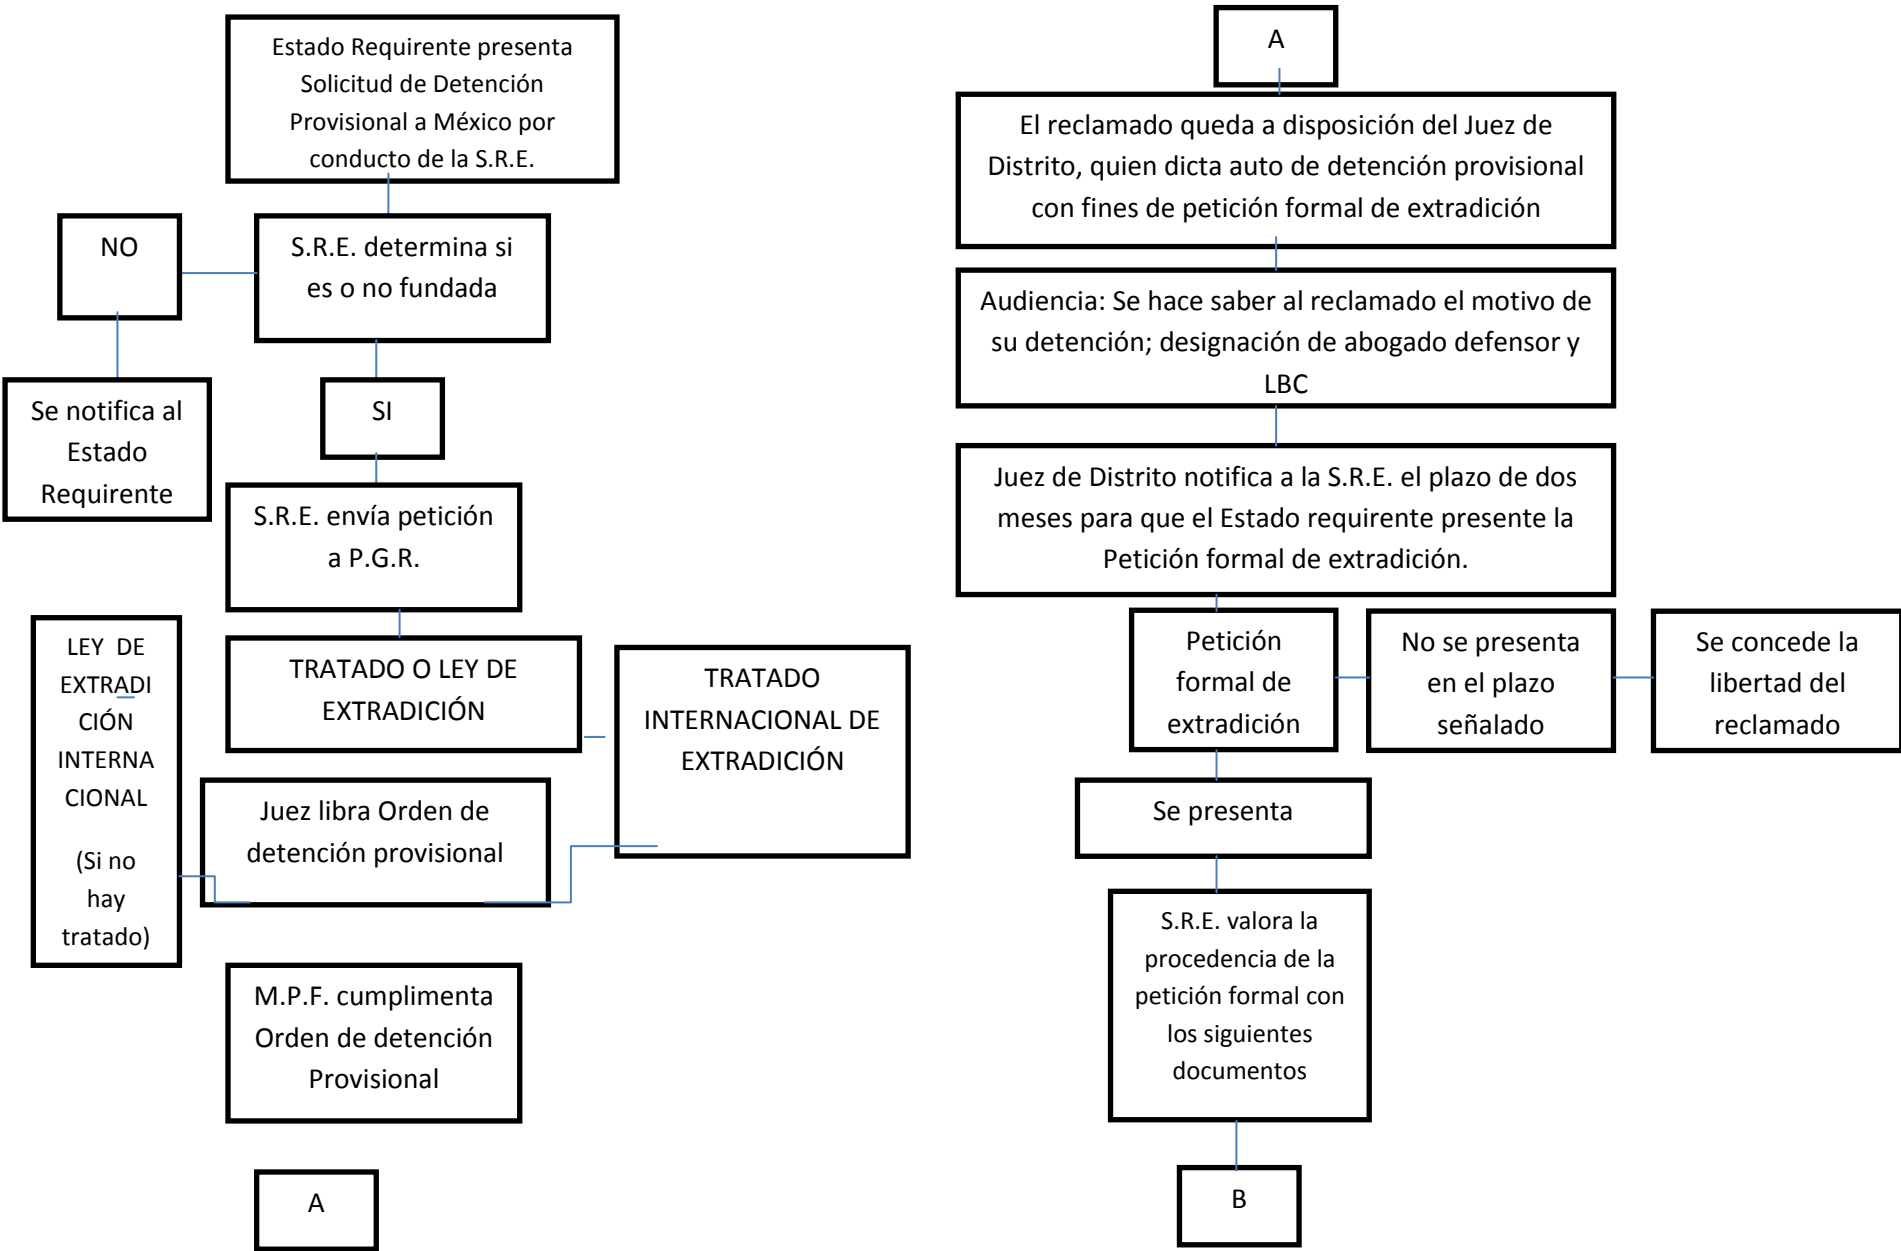 Estado Requirente presenta
Solicitud de Detención
Provisional a México por
conducto de la S.R.E.
NO
S.R.E. determina si
es o no fundada
Se notifica al
Estado
Requirente
SI
S.R.E. envía petición
a P.G.R.
LEY DE
EXTRADI
CIÓN
INTERNA
CIONAL
(Si no
hay
tratado)
TRATADO O LEY DE
EXTRADICIÓN
TRATADO
INTERNACIONAL DE
EXTRADICIÓN
Juez libra Orden de
detención provisional
M.P.F. cumplimenta
Orden de detención
Provisional
A
A
El reclamado queda a disposición del Juez de
Distrito, quien dicta auto de detención provisional
con fines de petición formal de extradición
Audiencia: Se hace saber al reclamado el motivo de
su detención; designación de abogado defensor y
LBC
Juez de Distrito notifica a la S.R.E. el plazo de dos
meses para que el Estado requirente presente la
Petición formal de extradición.
Petición
formal de
extradición
No se presenta
en el plazo
señalado
Se concede la
libertad del
reclamado
Se presenta
S.R.E. valora la
procedencia de la
petición formal con
los siguientes
documentos
B